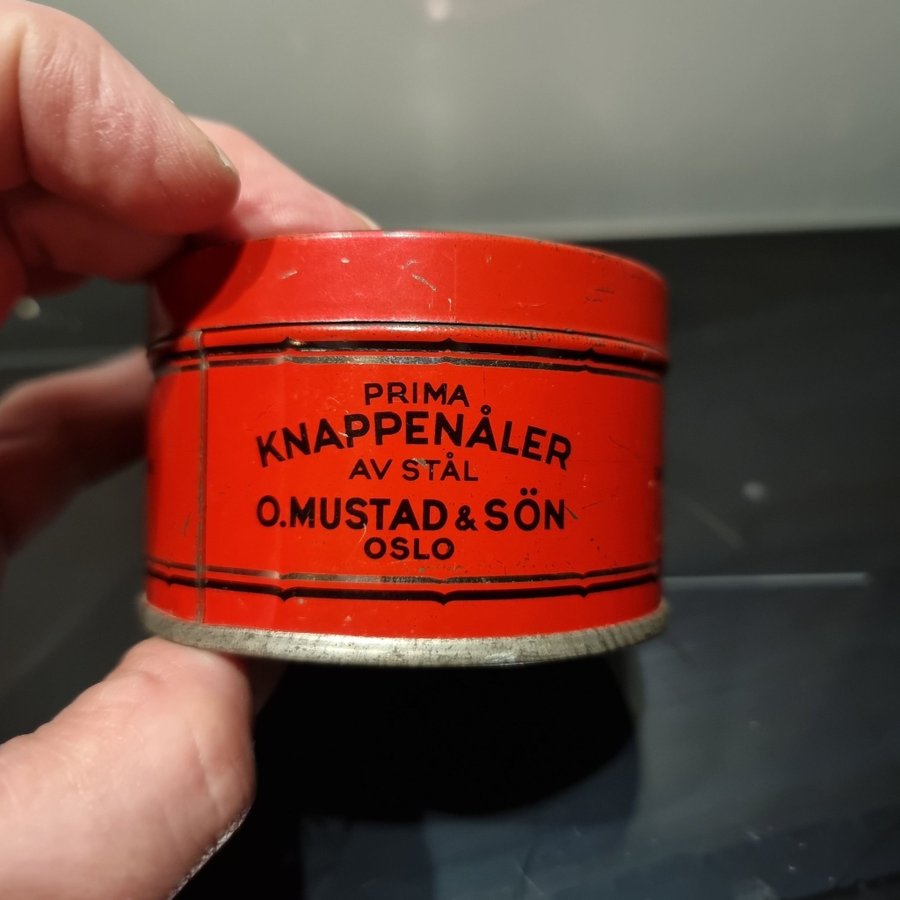 PRIMA
KNAPPENÅLER
AV STÅL
O. MUSTAD & SÖN
OSLO